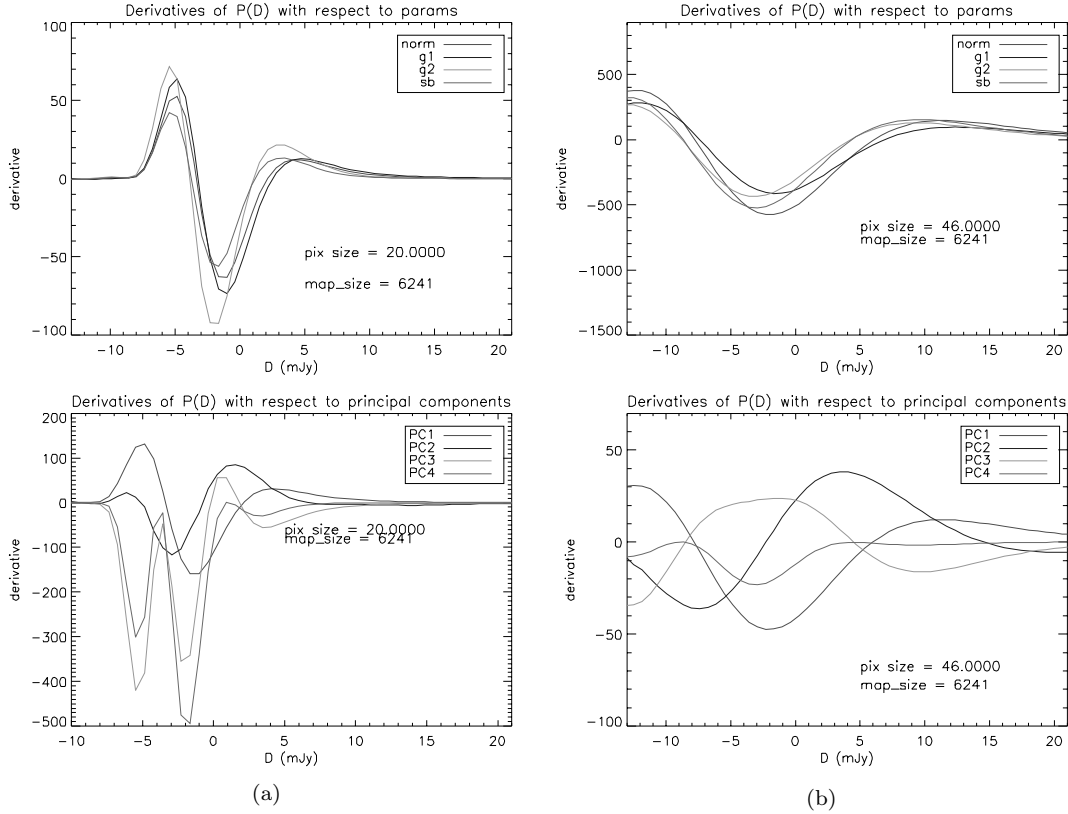 Derivatives of P(D) with respect to params
100
50
0
-50
-100
derivative
norm
g1
g2
sb
pix size = 20.0000
map_size = 6241
-10
-5
0
5
10
15
20
D (mJy)
Derivatives of P(D) with respect to params
500
0
-500
-1000
-1500
derivative
norm
g1
g2
sb
pix size = 46.0000
map_size = 6241
-10
-5
0
5
10
15
20
D (mJy)
Derivatives of P(D) with respect to principal components
200
100
0
-100
-200
-300
-400
-500
derivative
PC1
PC2
PC3
PC4
pix size = 20.0000
map_size = 6241
-10
-5
0
5
10
15
20
D (mJy)
(a)
Derivatives of P(D) with respect to principal components
50
0
-50
-100
derivative
PC1
PC2
PC3
PC4
pix size = 46.0000
map_size = 6241
-10
-5
0
5
10
15
20
D (mJy)
(b)